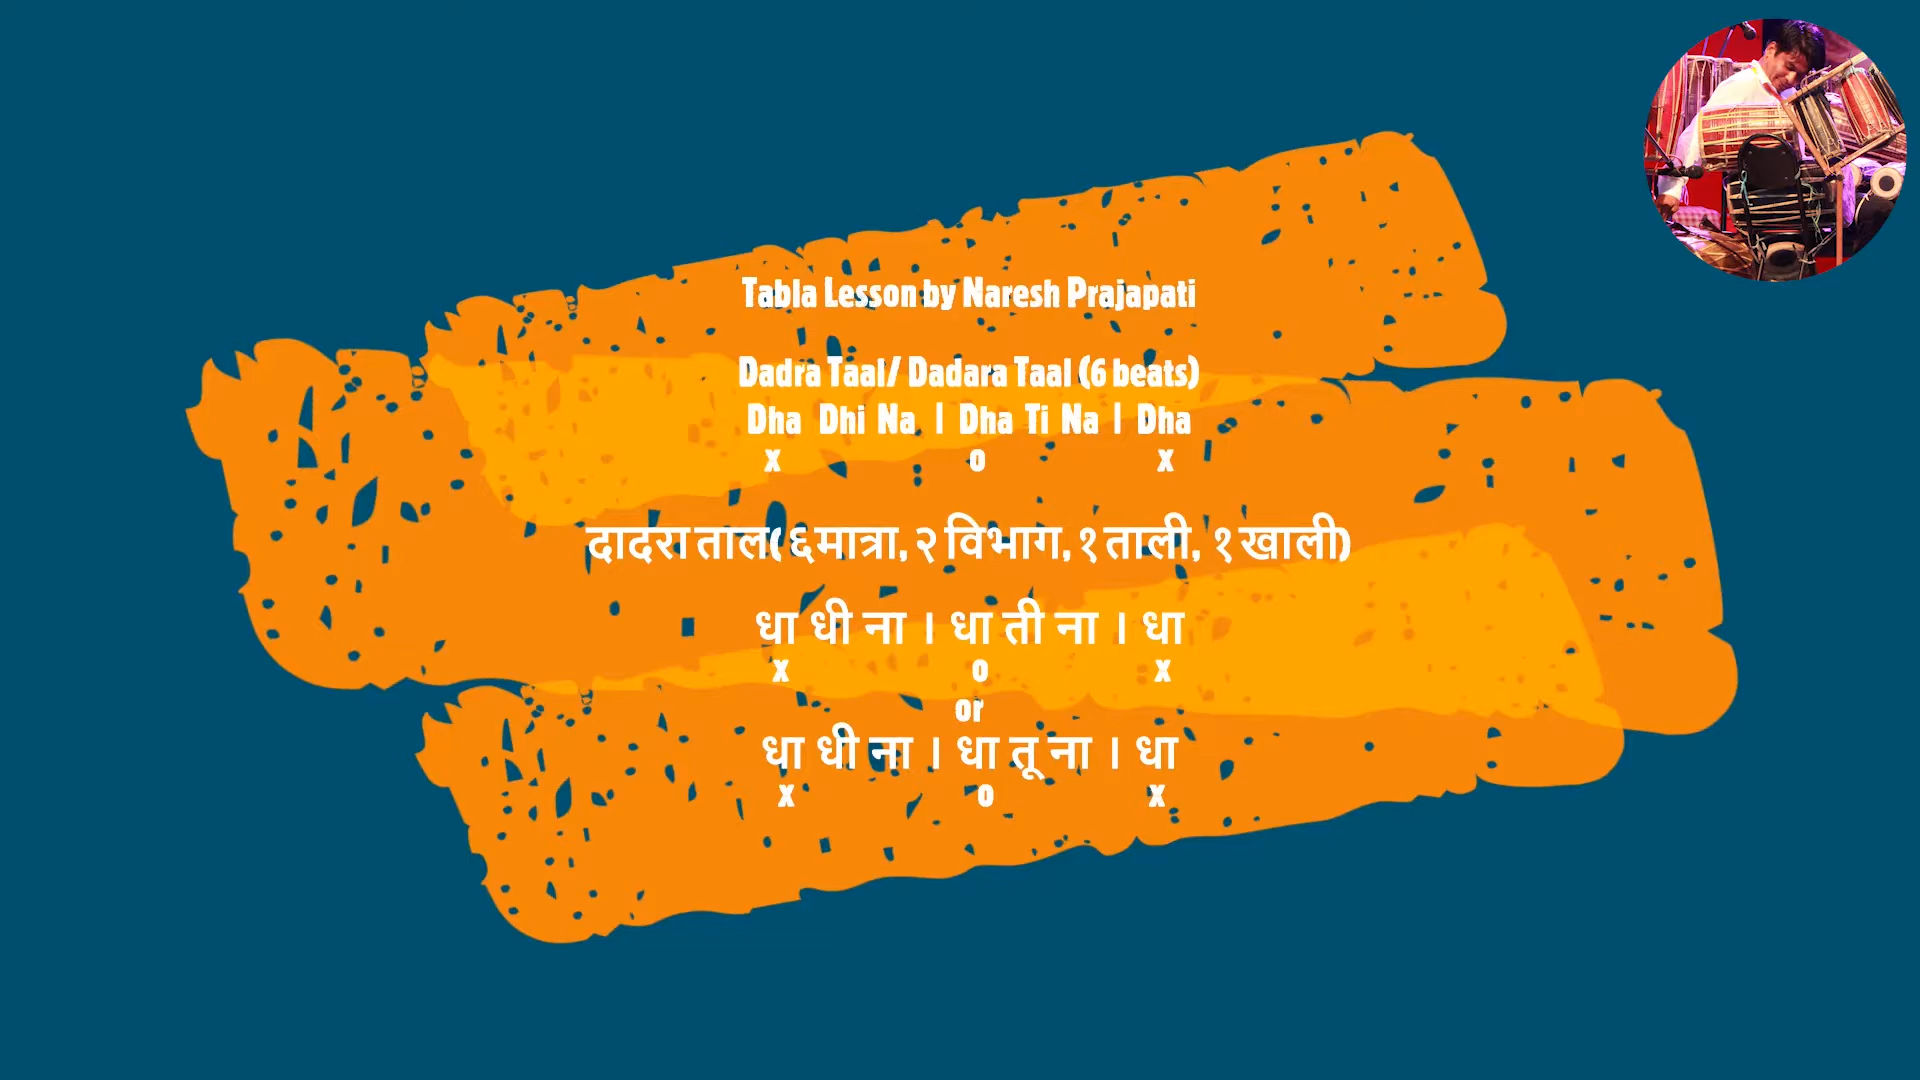 Tabla Lesson by Naresh Prajapati
Dadra Taal/ Dadara Taal (6 beats)
Dha Dhi Na | Dha Ti Na | Dha
x o x
दादरा ताल( ६ मात्रा, २ विभाग, १ ताली, १ खाली)
धा धी ना । धा ती ना । धा
x o x
or
धा धी ना । धा तू ना । धा
x o x